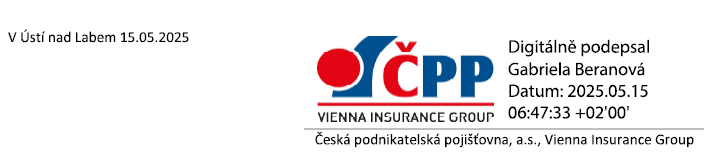 V Ústí nad Labem 15.05.2025
ČPP
VIENNA INSURANCE GROUP
Digitálně podepsal
Gabriela Beranová
Datum: 2025.05.15
06:47:33 +02'00'
Česká podnikatelská pojišťovna, a.s., Vienna Insurance Group